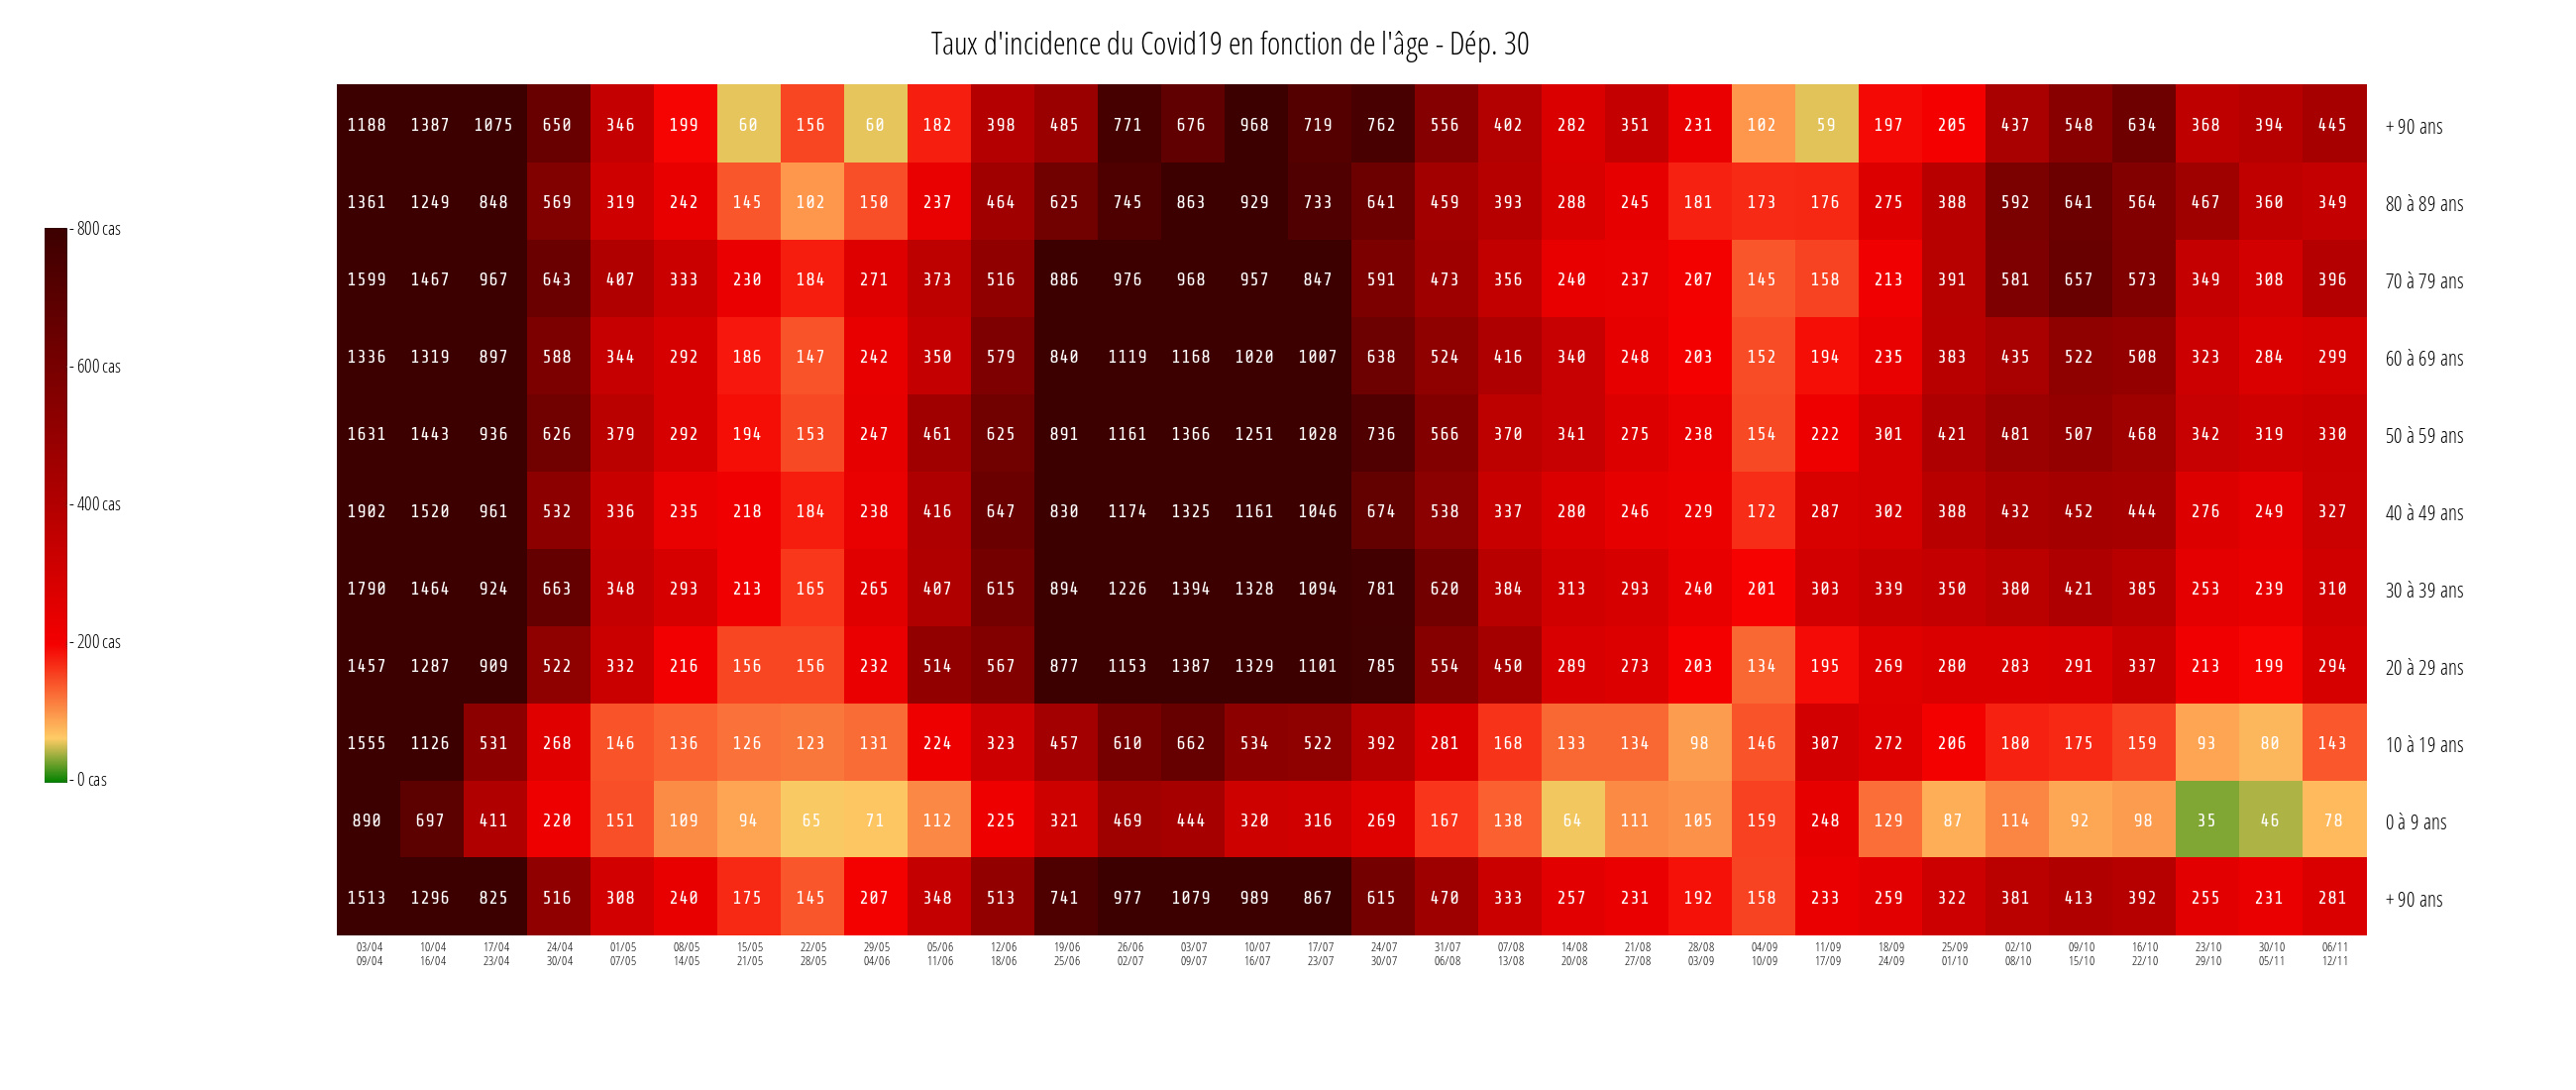 Taux d'incidence du Covid19 en fonction de l'âge - Dép. 30
- 800 cas
- 600 cas
- 400 cas
- 200 cas
- 0 cas
1188 1387 1075 650 346 199 60 156 60 182 398 485 771 676 968 719 762 556 402 282 351 231 102 59 197 205 437 548 634 368 394 445 + 90 ans
1361 1249 848 569 319 242 145 102 150 237 464 625 745 863 929 733 641 459 393 288 245 181 173 176 275 388 592 641 564 467 360 349 80 à 89 ans
1599 1467 967 643 407 333 230 184 271 373 516 886 976 968 957 847 591 473 356 240 237 207 145 158 213 391 581 657 573 349 308 396 70 à 79 ans
1336 1319 897 588 344 292 186 147 242 350 579 840 1119 1168 1020 1007 638 524 416 340 248 203 152 194 235 383 435 522 508 323 284 299 60 à 69 ans
1631 1443 936 626 379 292 194 153 247 461 625 891 1161 1366 1251 1028 736 566 370 341 275 238 154 222 301 421 481 507 468 342 319 330 50 à 59 ans
1902 1520 961 532 336 235 218 184 238 416 647 830 1174 1325 1161 1046 674 538 337 280 246 229 172 287 302 388 432 452 444 276 249 327 40 à 49 ans
1790 1464 924 663 348 293 213 165 265 407 615 894 1226 1394 1328 1094 781 620 384 313 293 240 201 303 339 350 380 421 385 253 239 310 30 à 39 ans
1457 1287 909 522 332 216 156 156 232 514 567 877 1153 1387 1329 1101 785 554 450 289 273 203 134 195 269 280 283 291 337 213 199 294 20 à 29 ans
1555 1126 531 268 146 136 126 123 131 224 323 457 610 662 534 522 392 281 168 133 134 98 146 307 272 206 180 175 159 93 80 143 10 à 19 ans
890 697 411 220 151 109 94 65 71 112 225 321 469 444 320 316 269 167 138 64 111 105 159 248 129 87 114 92 98 35 46 78 0 à 9 ans
1513 1296 825 516 308 240 175 145 207 348 513 741 977 1079 989 867 615 470 333 257 231 192 158 233 259 322 381 413 392 255 231 281 + 90 ans
03/04 10/04 17/04 24/04 01/05 08/05 15/05 22/05 29/05 05/06 12/06 19/06 26/06 03/07 10/07 17/07 24/07 31/07 07/08 14/08 21/08 28/08 04/09 11/09 18/09 25/09 02/10 09/10 16/10 23/10 30/10 06/11
09/04 16/04 23/04 30/04 07/05 14/05 21/05 28/05 04/06 11/06 18/06 25/06 02/07 09/07 16/07 23/07 30/07 06/08 13/08 20/08 27/08 03/09 10/09 17/09 24/09 01/10 08/10 15/10 22/10 29/10 05/11 12/11